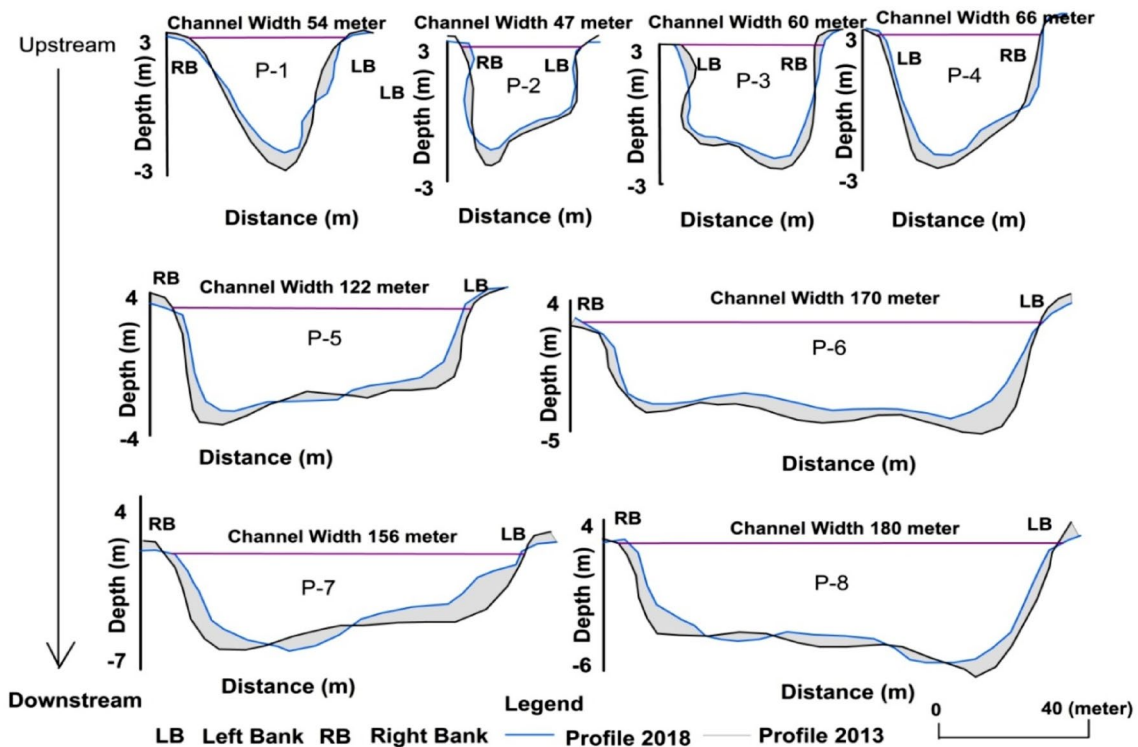 Channel Width 54 meter
Channel Width 47 meter
Channel Width 60 meter
Channel Width 66 meter
Upstream
Depth (m)
3
-3
RB
P-1
LB
LB
Distance (m)
Depth (m)
3
-3
RB
P-2
LB
Distance (m)
Depth (m)
3
-3
LB
P-3
RB
Distance (m)
Depth (m)
3
-3
LB
P-4
RB
Distance (m)
RB
LB
Channel Width 122 meter
Depth (m)
4
-4
P-5
Distance (m)
RB
LB
Channel Width 170 meter
Depth (m)
4
-5
P-6
Distance (m)
RB
LB
Channel Width 156 meter
Depth (m)
4
-7
P-7
Distance (m)
RB
LB
Channel Width 180 meter
Depth (m)
4
-6
P-8
Distance (m)
Downstream
Legend
LB Left Bank RB Right Bank Profile 2018 Profile 2013
0 40 (meter)